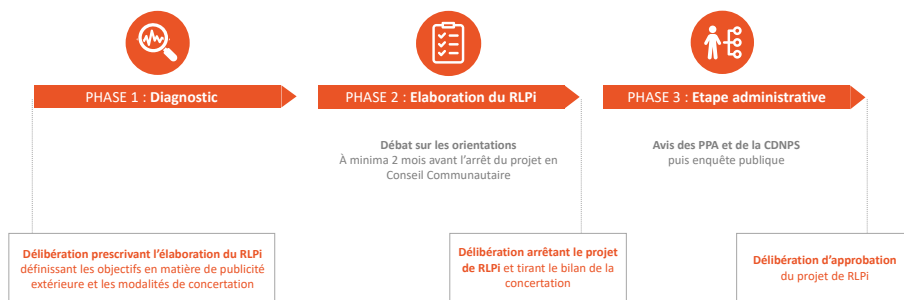 PHASE 1 : Diagnostic
PHASE 2 : Elaboration du RLPi
PHASE 3 : Etape administrative
Débat sur les orientations
À minima 2 mois avant l'arrêt du projet en
Conseil Communautaire
Avis des PPA et de la CDNPS
puis enquête publique
Délibération prescrivant l'élaboration du RLPi
définissant les objectifs en matière de publicité
extérieure et les modalités de concertation
Délibération arrêtant le projet
de RLPi et tirant le bilan de la
concertation
Délibération d'approbation
du projet de RLPi